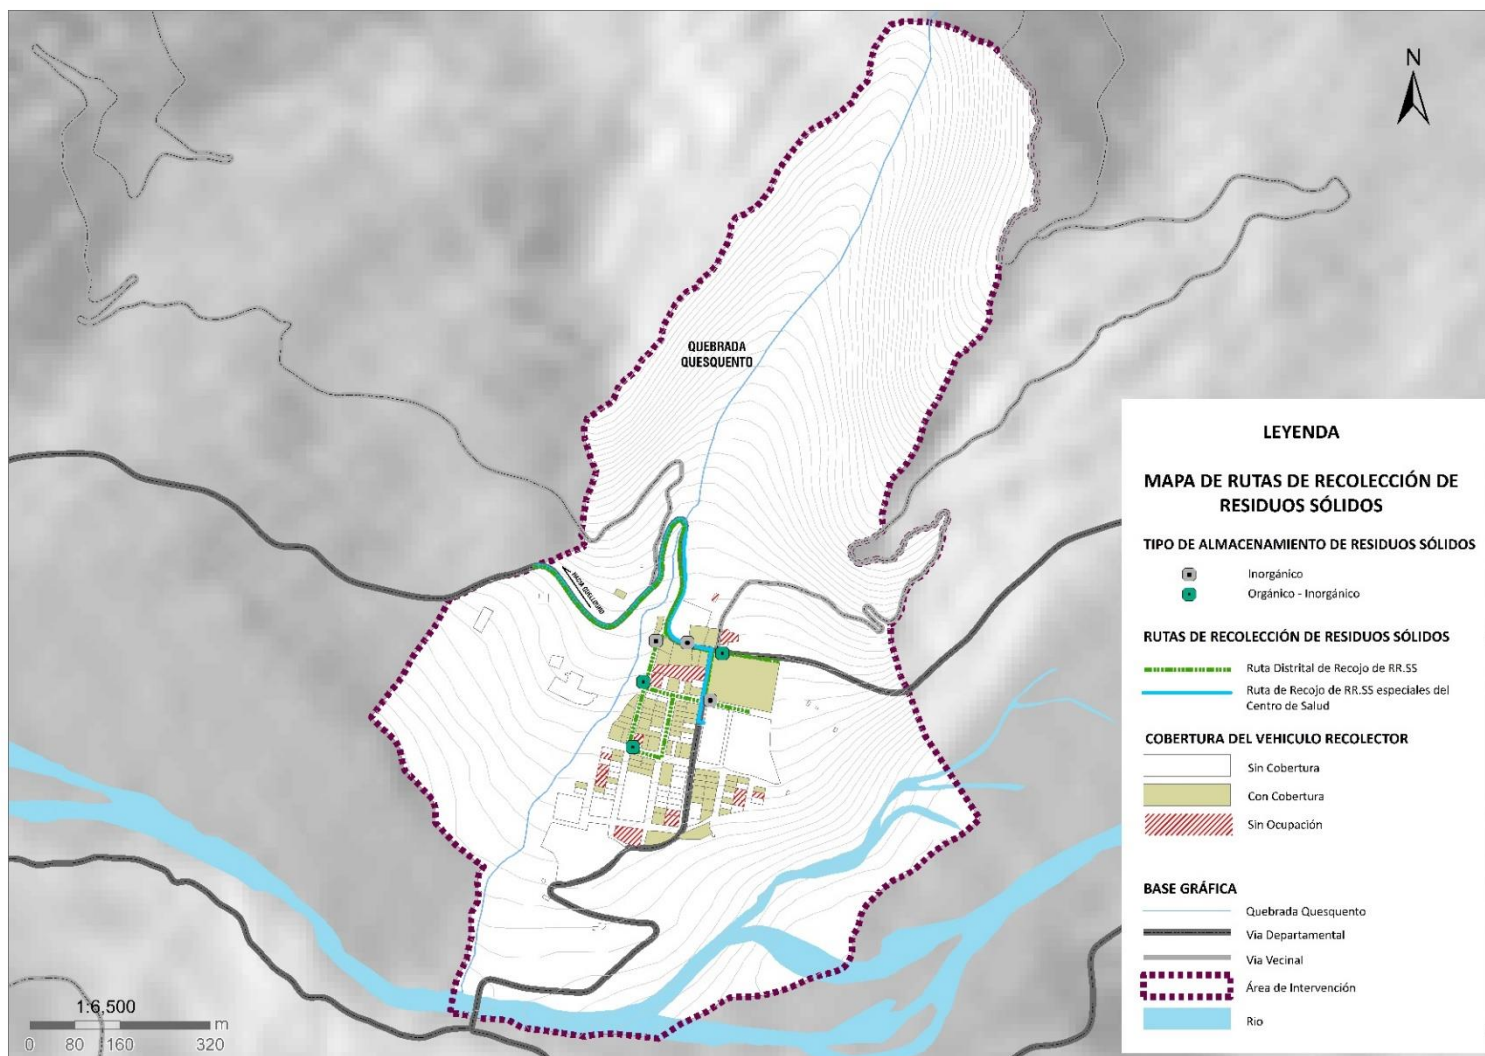 N
QUEBRADA
QUESQUENTO
HACIA QUELLOUNO
LEYENDA
MAPA DE RUTAS DE RECOLECCIÓN DE
RESIDUOS SÓLIDOS
TIPO DE ALMACENAMIENTO DE RESIDUOS SÓLIDOS
Inorgánico
Orgánico - Inorgánico
RUTAS DE RECOLECCIÓN DE RESIDUOS SÓLIDOS
Ruta Distrital de Recojo de RR.SS
Ruta de Recojo de RR.SS especiales del
Centro de Salud
COBERTURA DEL VEHICULO RECOLECTOR
Sin Cobertura
Con Cobertura
Sin Ocupación
BASE GRÁFICA
Quebrada Quesquento
Via Departamental
Via Vecinal
Área de Intervención
Rio
1:6,500
m
0 80 160 320